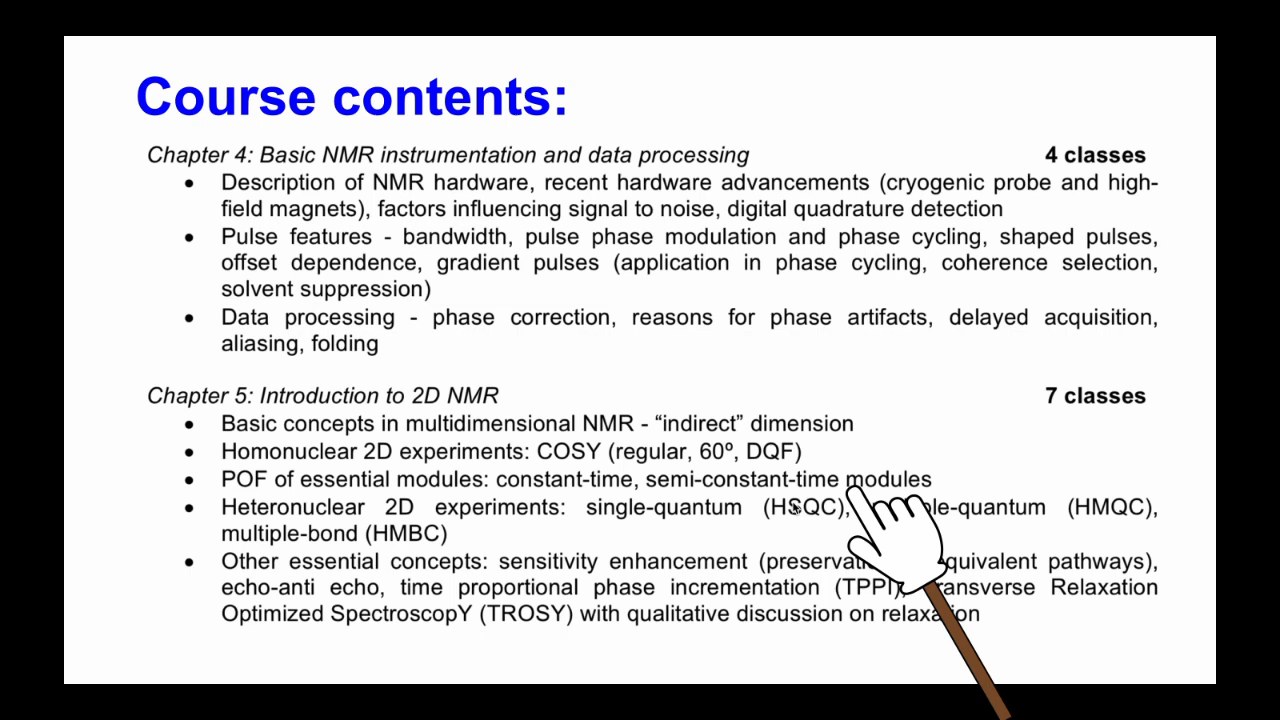 Course contents:
Chapter 4: Basic NMR instrumentation and data processing 4 classes
• Description of NMR hardware, recent hardware advancements (cryogenic probe and high-
field magnets), factors influencing signal to noise, digital quadrature detection
• Pulse features - bandwidth, pulse phase modulation and phase cycling, shaped pulses,
offset dependence, gradient pulses (application in phase cycling, coherence selection,
solvent suppression)
• Data processing - phase correction, reasons for phase artifacts, delayed acquisition,
aliasing, folding
Chapter 5: Introduction to 2D NMR 7 classes
• Basic concepts in multidimensional NMR - “indirect” dimension
• Homonuclear 2D experiments: COSY (regular, 60º, DQF)
• POF of essential modules: constant-time, semi-constant-time modules
• Heteronuclear 2D experiments: single-quantum (HSQC), (HMQC),
multiple-bond (HMBC)
• Other essential concepts: sensitivity enhancement pathways),
echo-anti echo, time proportional phase incrementation (TPPI), Relaxation
Optimized SpectroscopY (TROSY) with qualitative discussion on